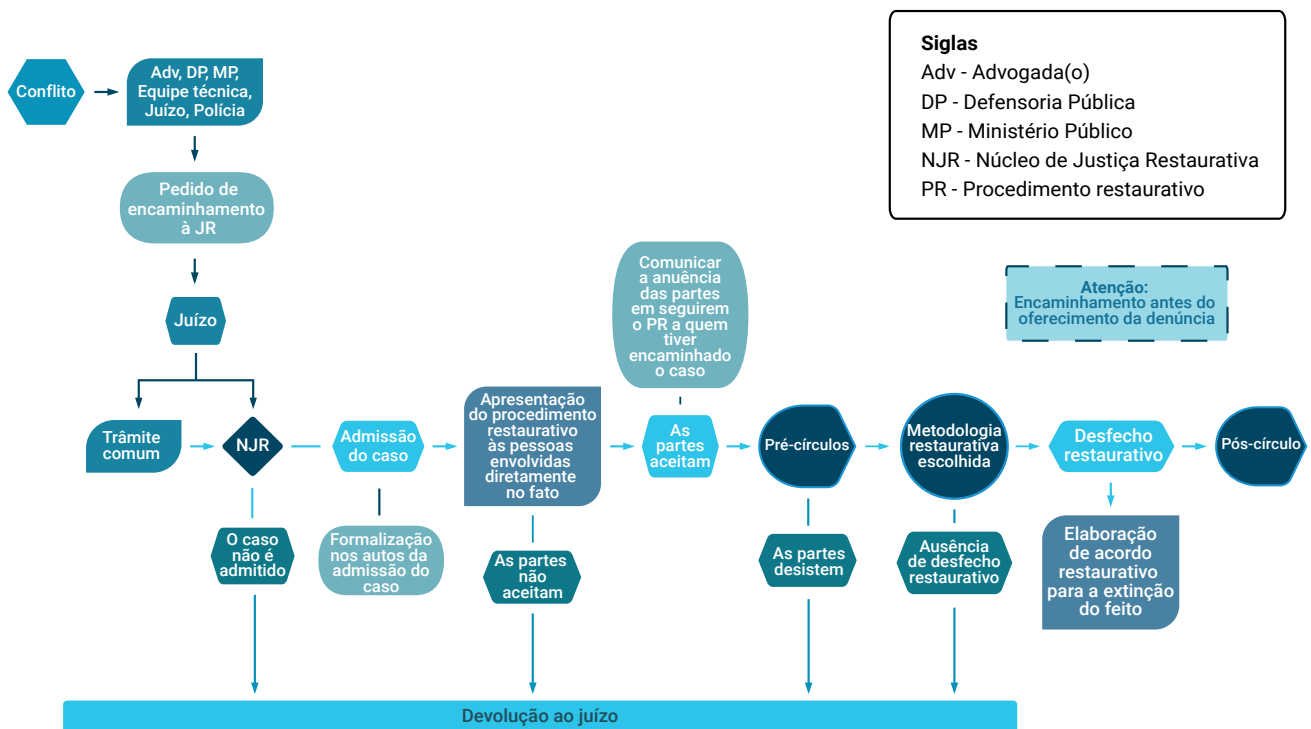 Siglas
Adv - Advogada(o)
DP - Defensoria Pública
MP - Ministério Público
NJR - Núcleo de Justiça Restaurativa
PR - Procedimento restaurativo
Conflito
Adv, DP, MP,
Equipe técnica,
Juízo, Polícia
Pedido de
encaminhamento
à JR
Juízo
Comunicar
a anuência
das partes
em seguirem
o PR a quem
tiver
encaminhado
o caso
Atenção:
Encaminhamento antes do
oferecimento da denúncia
Trâmite
comum
NJR
Admissão
do caso
Apresentação
do procedimento
restaurativo
às pessoas
envolvidas
diretamente
no fato
As
partes
aceitam
Pré-círculos
Metodologia
restaurativa
escolhida
Desfecho
restaurativo
Pós-círculo
O caso
não é
admitido
Formalização
nos autos da
admissão do
caso
As partes
não
aceitam
As partes
desistem
Ausência
de desfecho
restaurativo
Elaboração
de acordo
restaurativo
para a extinção
do feito
Devolução ao juízo